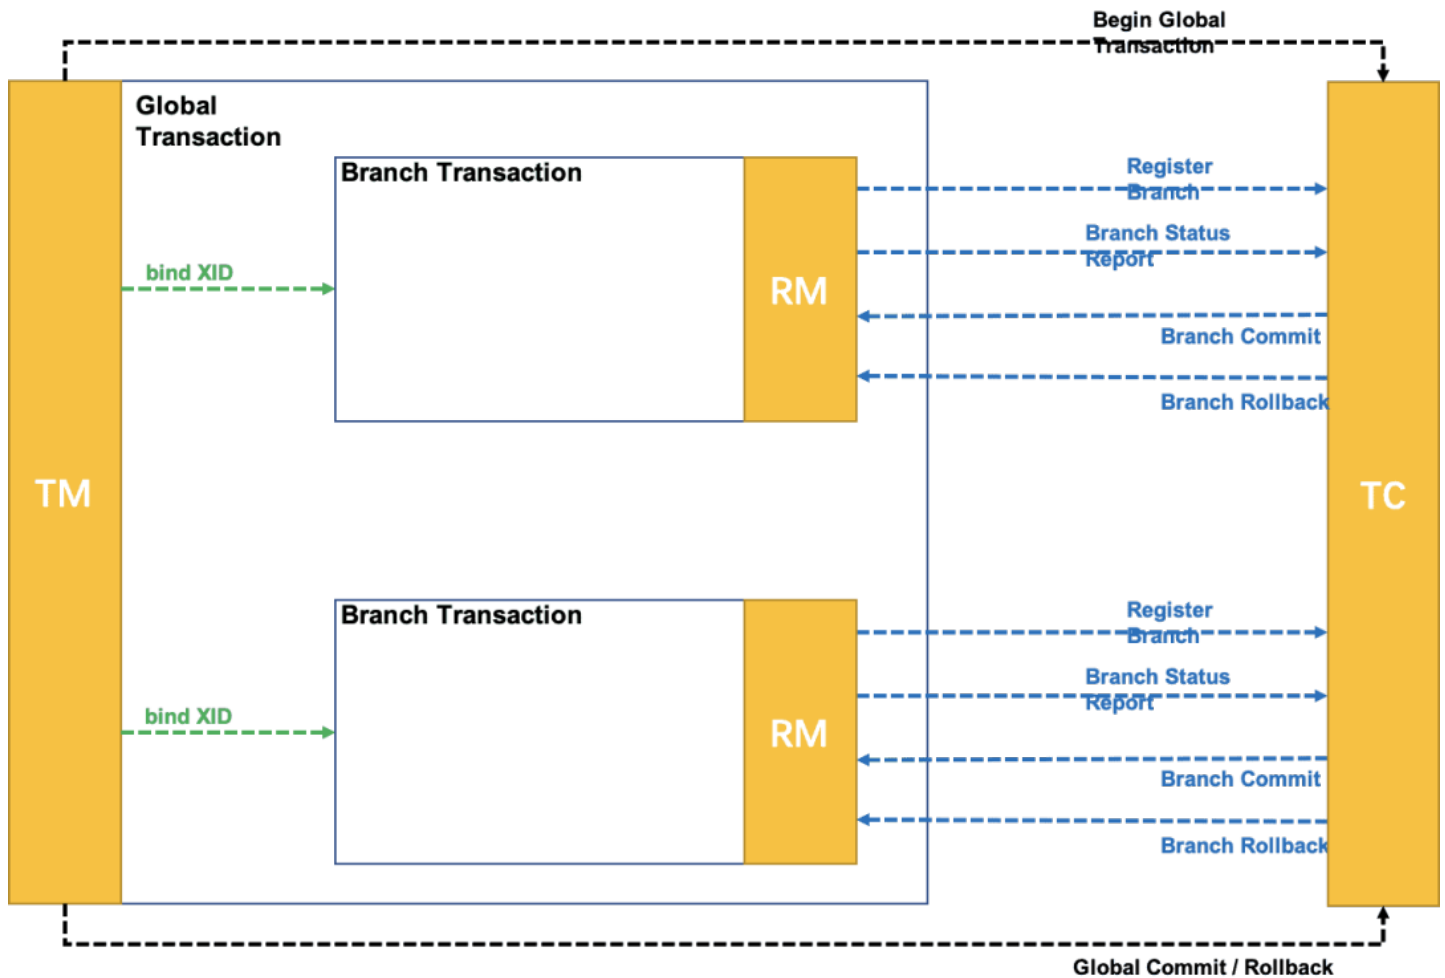 Begin Global
Transaction
Global
Transaction
Branch Transaction
Register
Branch
Branch Status
Report
bind XID
RM
Branch Commit
Branch Rollback
TM
TC
Branch Transaction
Register
Branch
Branch Status
Report
bind XID
RM
Branch Commit
Branch Rollback
Global Commit / Rollback